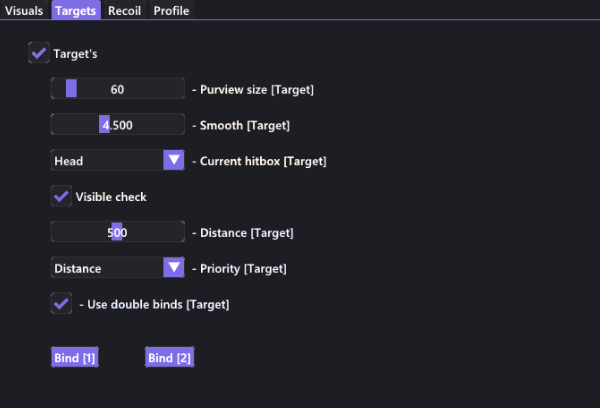 Visuals Targets Recoil Profile
Target's
60 - Purview size [Target]
4.500 - Smooth [Target]
Head - Current hitbox [Target]
Visible check
500 - Distance [Target]
Distance - Priority [Target]
- Use double binds [Target]
Bind [1] Bind [2]